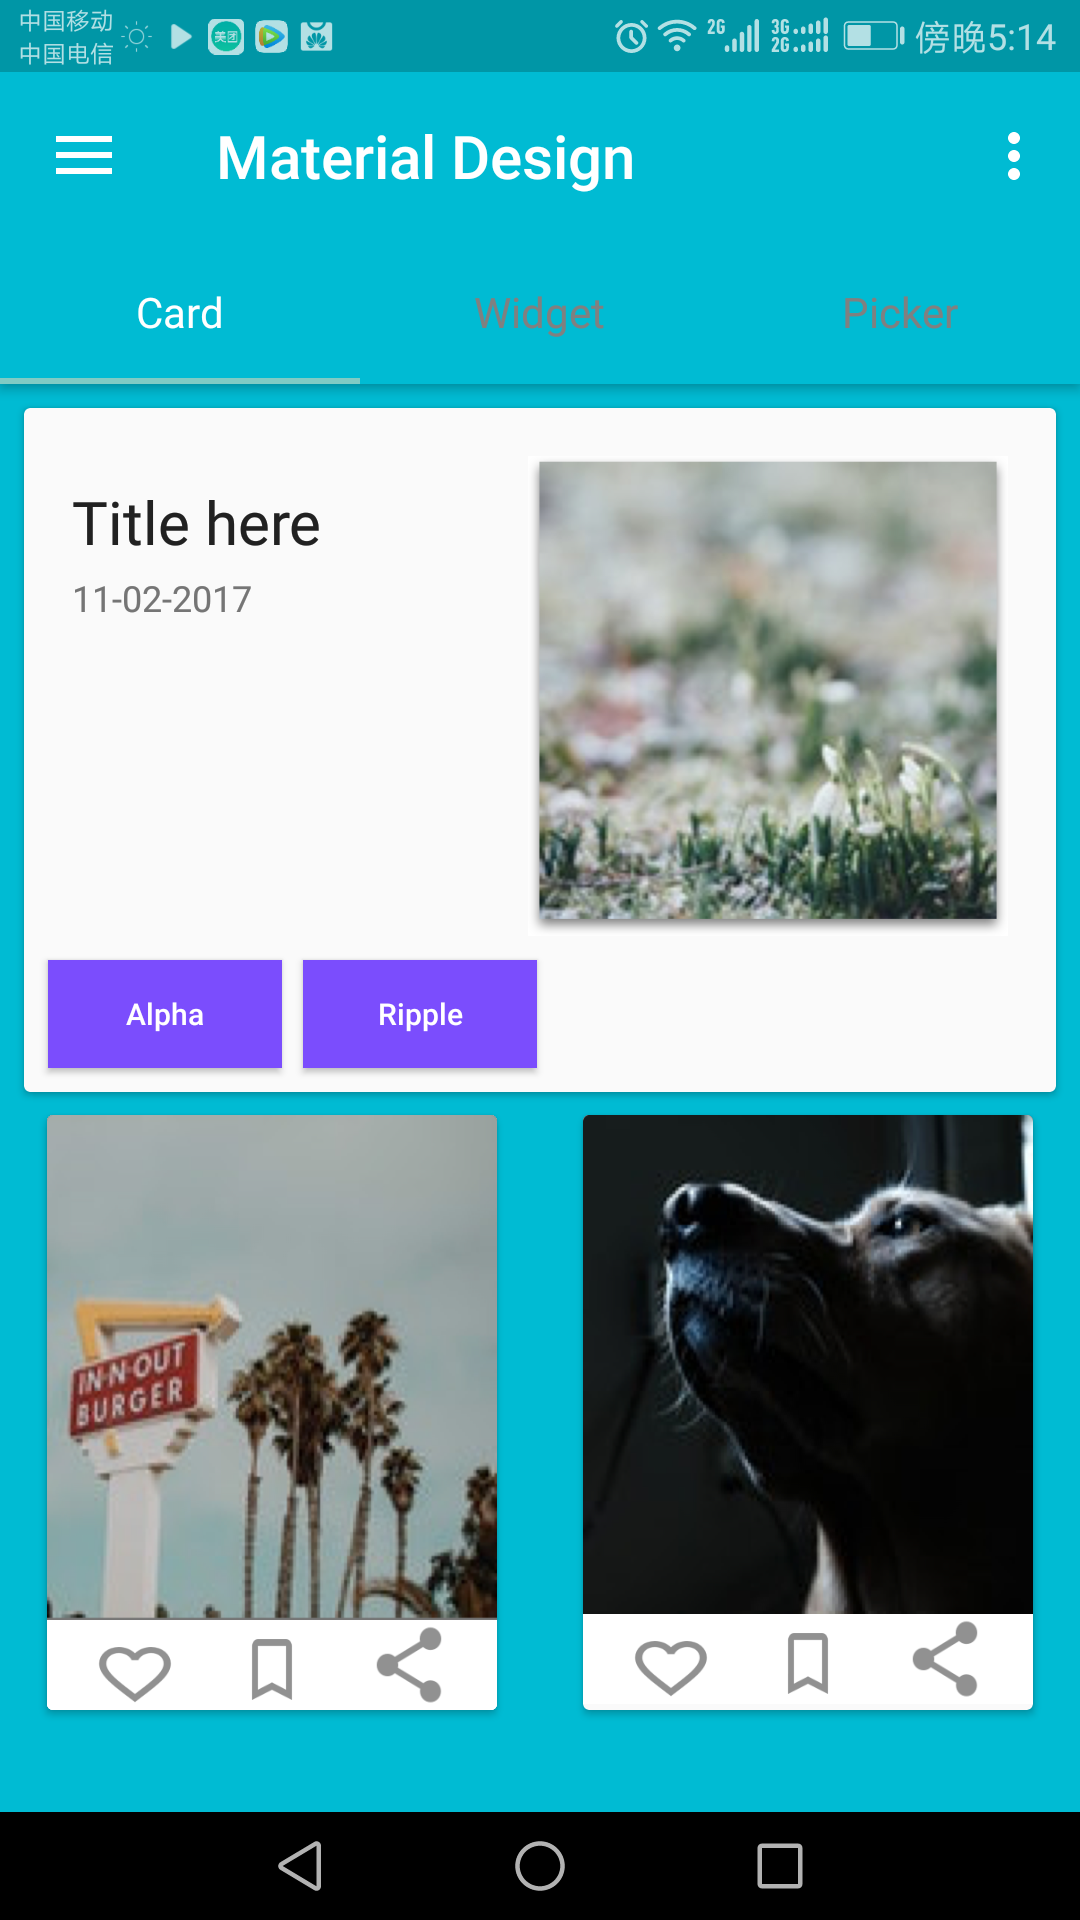 中国移动
中国电信
美团
2G
3G
2G
傍晚5:14
Material Design
Card
Widget
Picker
Title here
11-02-2017
Alpha
Ripple
IN-N-OUT
BURGER